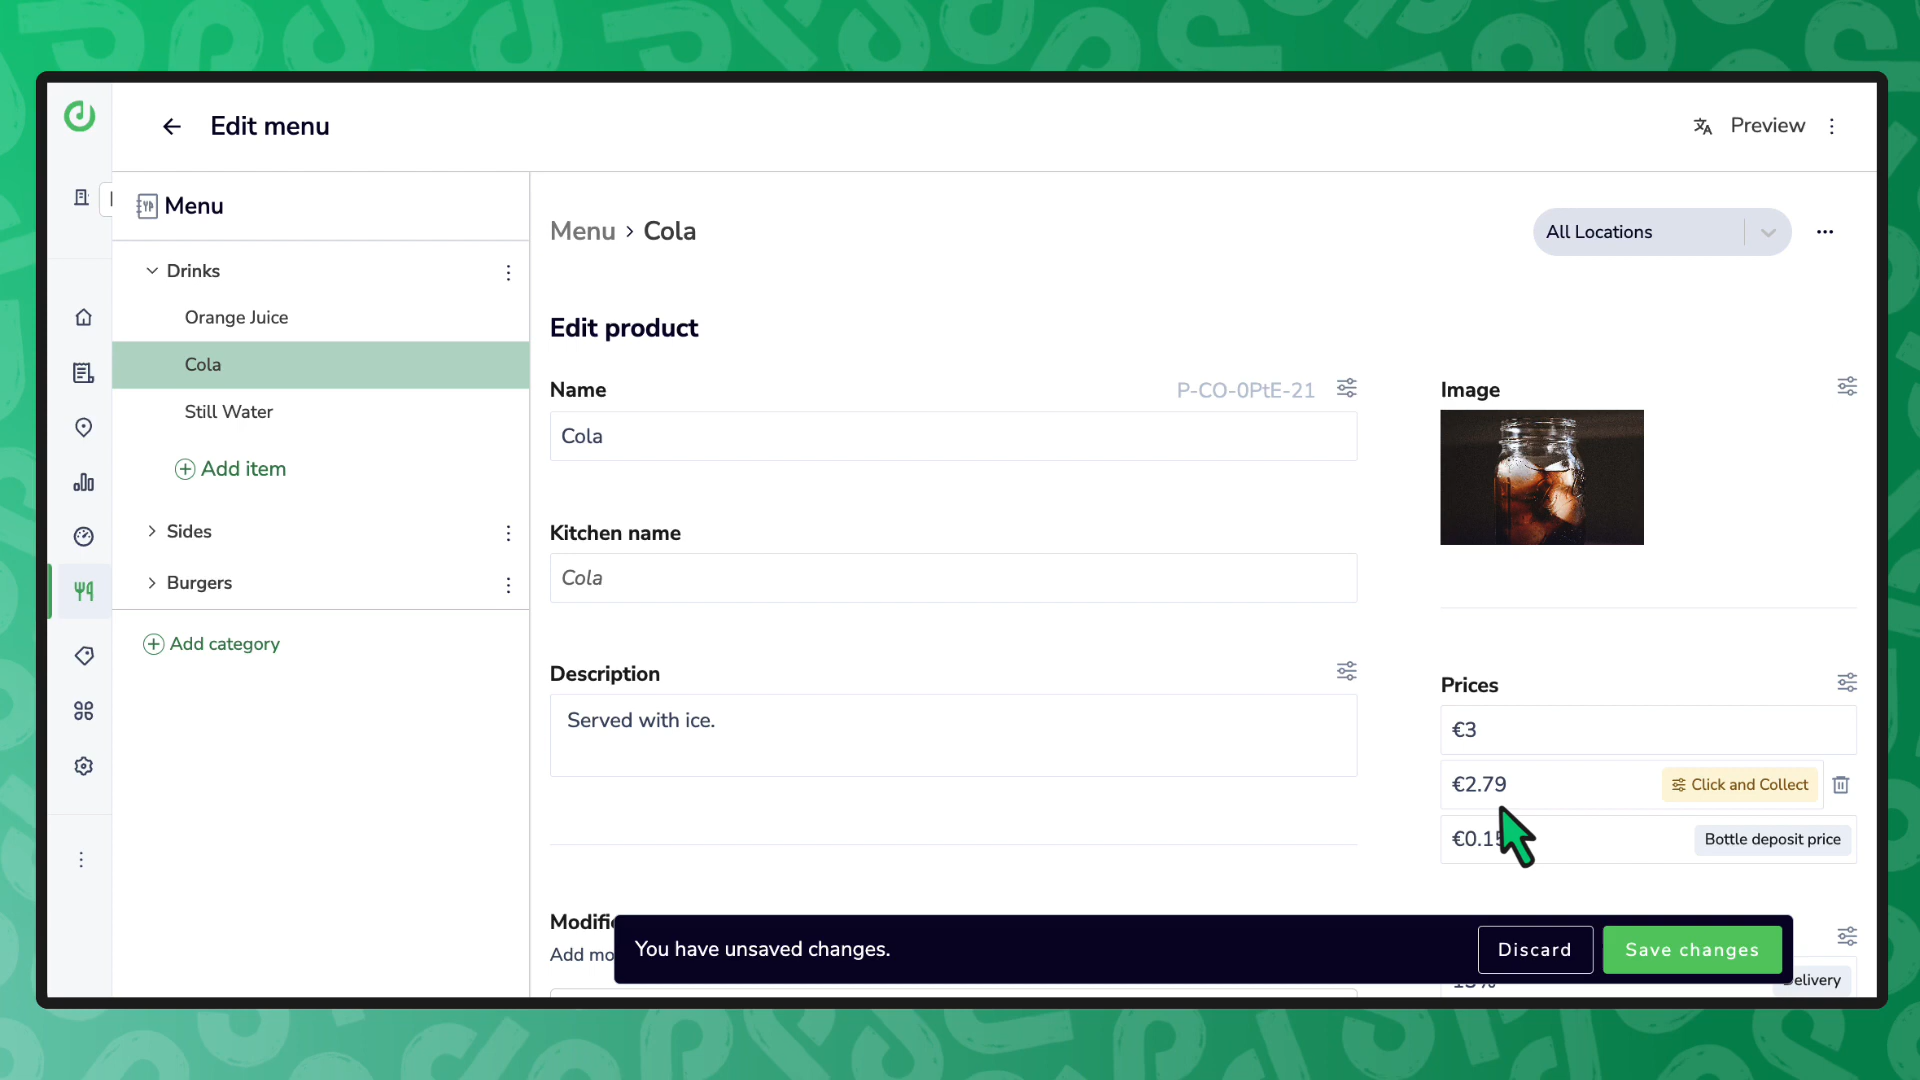 Edit menu
Preview
Menu
Drinks
Orange Juice
Cola
Still Water
Add item
Sides
Burgers
Add category
Menu > Cola
All Locations
Edit product
Name
P-CO-0PtE-21
Cola
Kitchen name
Cola
Description
Served with ice.
Image
Prices
€3
€2.79
Click and Collect
Bottle deposit price
You have unsaved changes.
Discard
Save changes